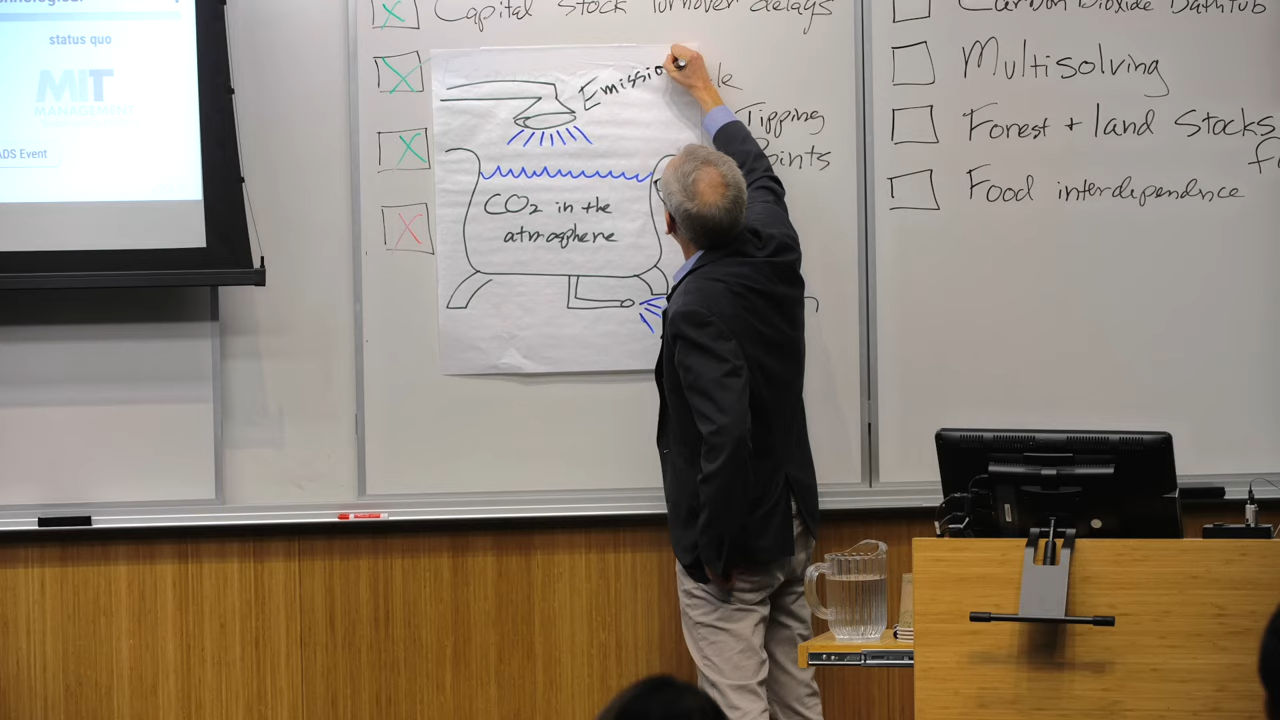 status quo
MIT
MANAGEMENT
ADS Event
Capital Stock Turnover delays
Tipping
Points
Emissio
CO2 in the
atmosphere
Carbon Dioxide Bathtub
Multisolving
Forest + land Stocks
Food interdependence